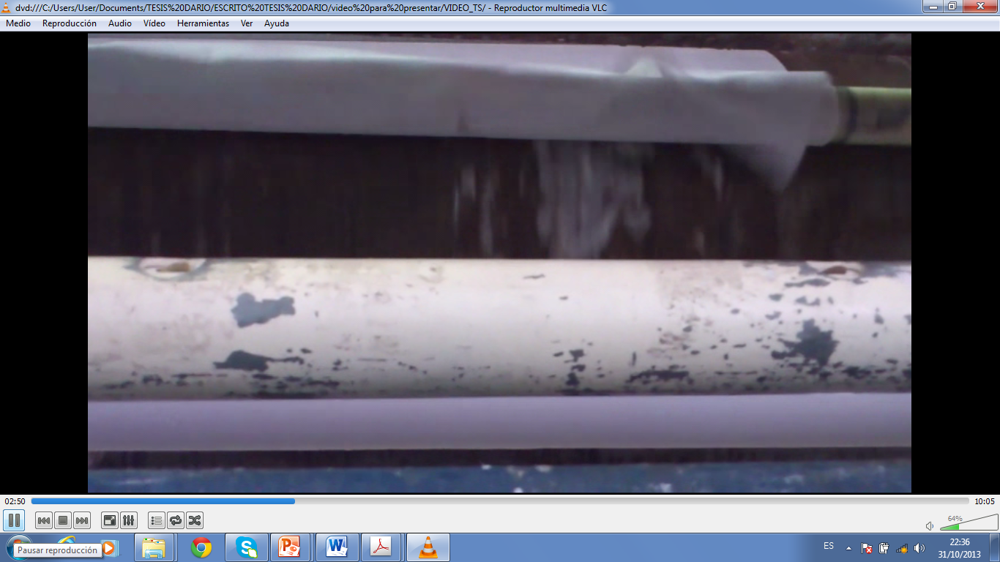 dvd:///C:/Users/User/Documents/TESIS%20DARIO/ESCRITO%20TESIS%20DARIO/video%20para%20presentar/VIDEO_TS/ - Reproductor multimedia VLC
Medio Reproducción Audio Vídeo Herramientas Ver Ayuda
02:50 10:05
64%
Pausar reproducción
ES
22:36
31/10/2013